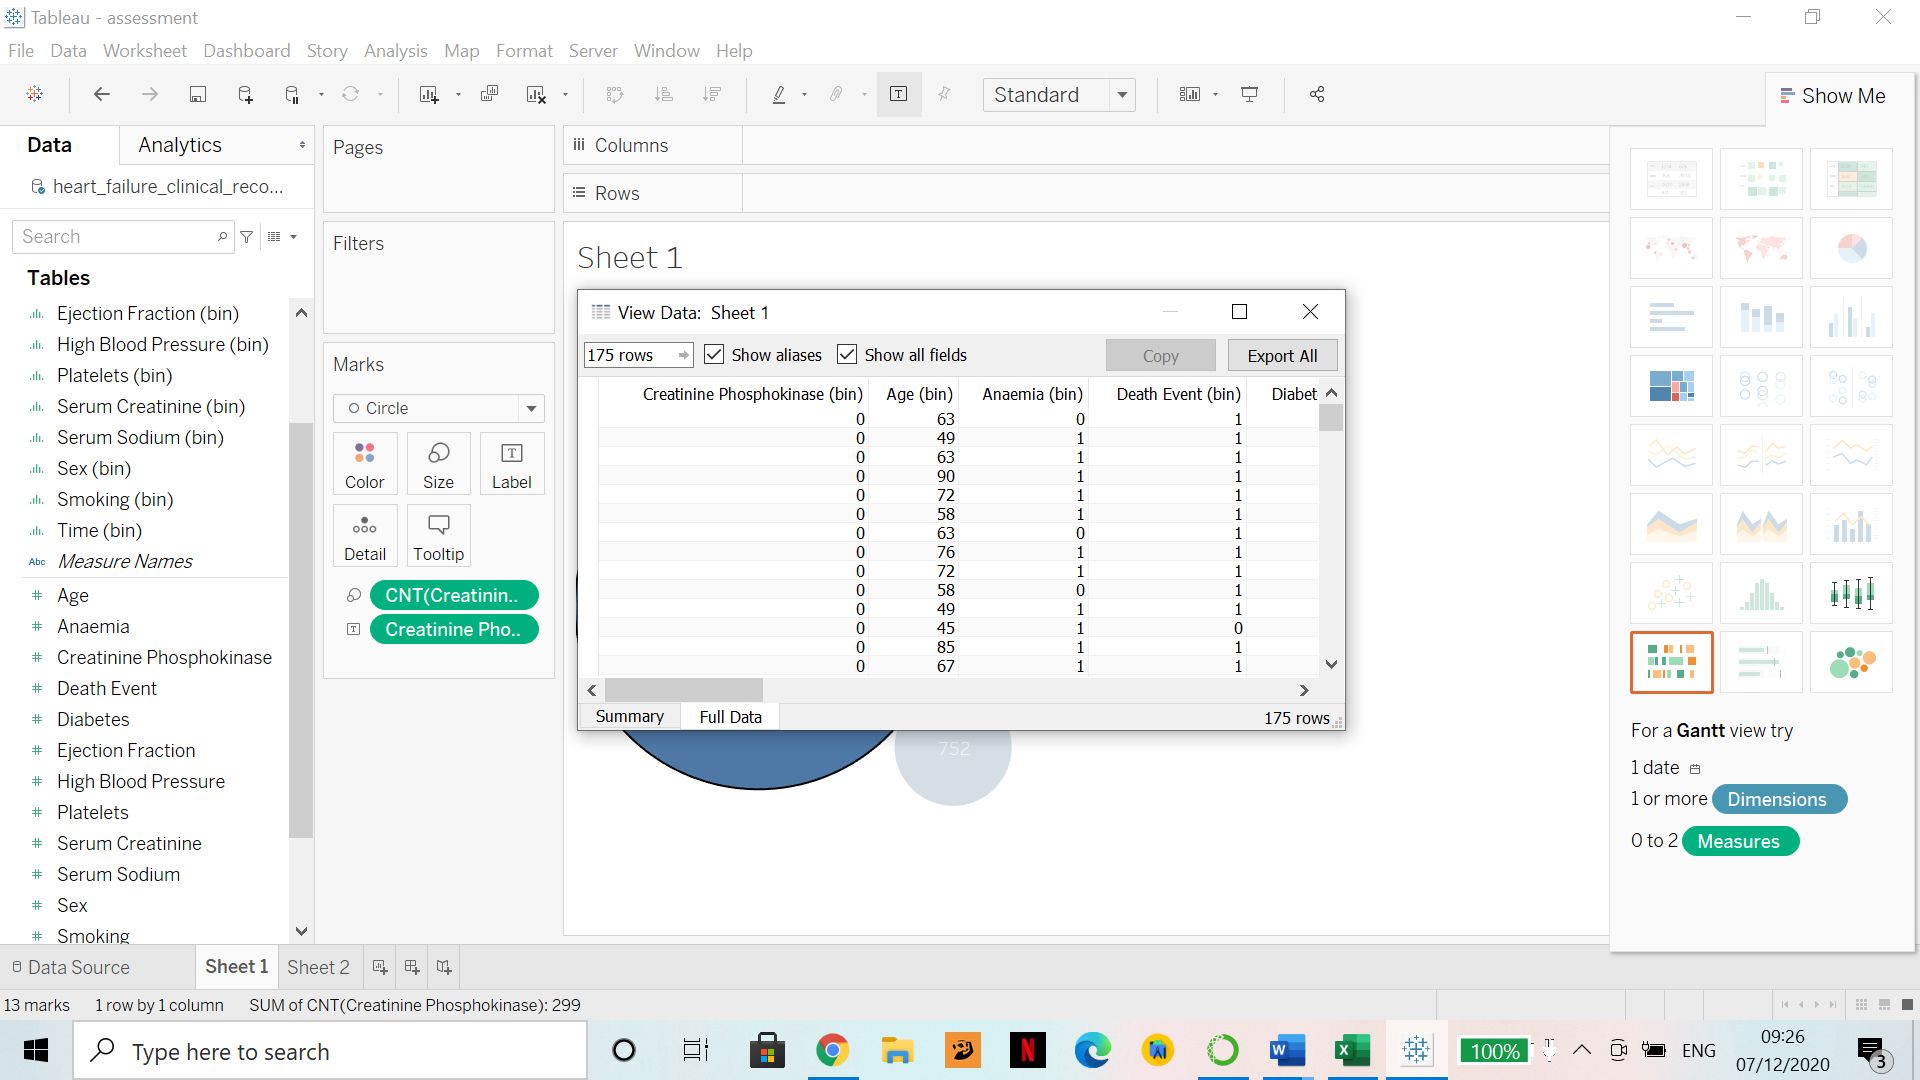 Tableau - assessment
File Data Worksheet Dashboard Story Analysis Map Format Server Window Help
Standard
Show Me
Data Analytics
heart_failure_clinical_reco...
Search
Tables
Ejection Fraction (bin)
High Blood Pressure (bin)
Platelets (bin)
Serum Creatinine (bin)
Serum Sodium (bin)
Sex (bin)
Smoking (bin)
Time (bin)
Abc Measure Names
# Age
# Anaemia
# Creatinine Phosphokinase
# Death Event
# Diabetes
# Ejection Fraction
# High Blood Pressure
# Platelets
# Serum Creatinine
# Serum Sodium
# Sex
# Smoking
Pages
Filters
Marks
Circle
Color Size Label
Detail Tooltip
CNT(Creatinin..
Creatinine Pho..
Columns
Rows
Sheet 1
View Data: Sheet 1
175 rows Show aliases Show all fields Copy Export All
Creatinine Phosphokinase (bin) Age (bin) Anaemia (bin) Death Event (bin) Diabet
0 63 0 1
0 49 1 1
0 63 1 1
0 90 1 1
0 72 1 1
0 58 1 1
0 63 0 1
0 76 1 1
0 72 1 1
0 58 0 1
0 49 1 1
0 45 1 0
0 85 1 1
0 67 1 1
Summary Full Data 175 rows
752
For a Gantt view try
1 date
1 or more Dimensions
0 to 2 Measures
Data Source Sheet 1 Sheet 2
13 marks 1 row by 1 column SUM of CNT(Creatinine Phosphokinase): 299
Type here to search
100%
ENG
09:26
07/12/2020
3